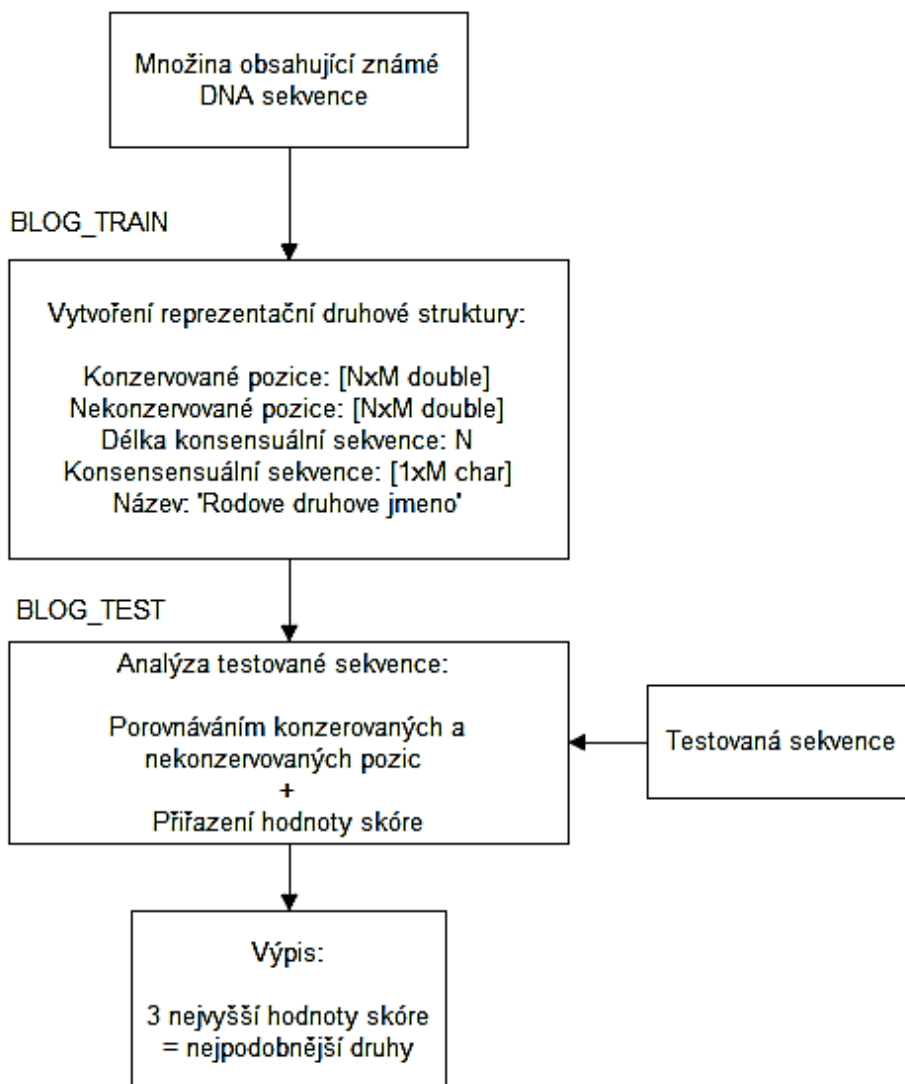 Množina obsahující známé
DNA sekvence
BLOG_TRAIN
Vytvoření reprezentační druhové struktury:
Konzervované pozice: [NxM double]
Nekonzervované pozice: [NxM double]
Délka konsensuální sekvence: N
Konsensensuální sekvence: [1xM char]
Název: 'Rodove druhove jmeno'
BLOG_TEST
Analýza testované sekvence:
Porovnáváním konzerovaných a
nekonzervovaných pozic
+
Přiřazení hodnoty skóre
Testovaná sekvence
Výpis:
3 nejvyšší hodnoty skóre
= nejpodobnější druhy